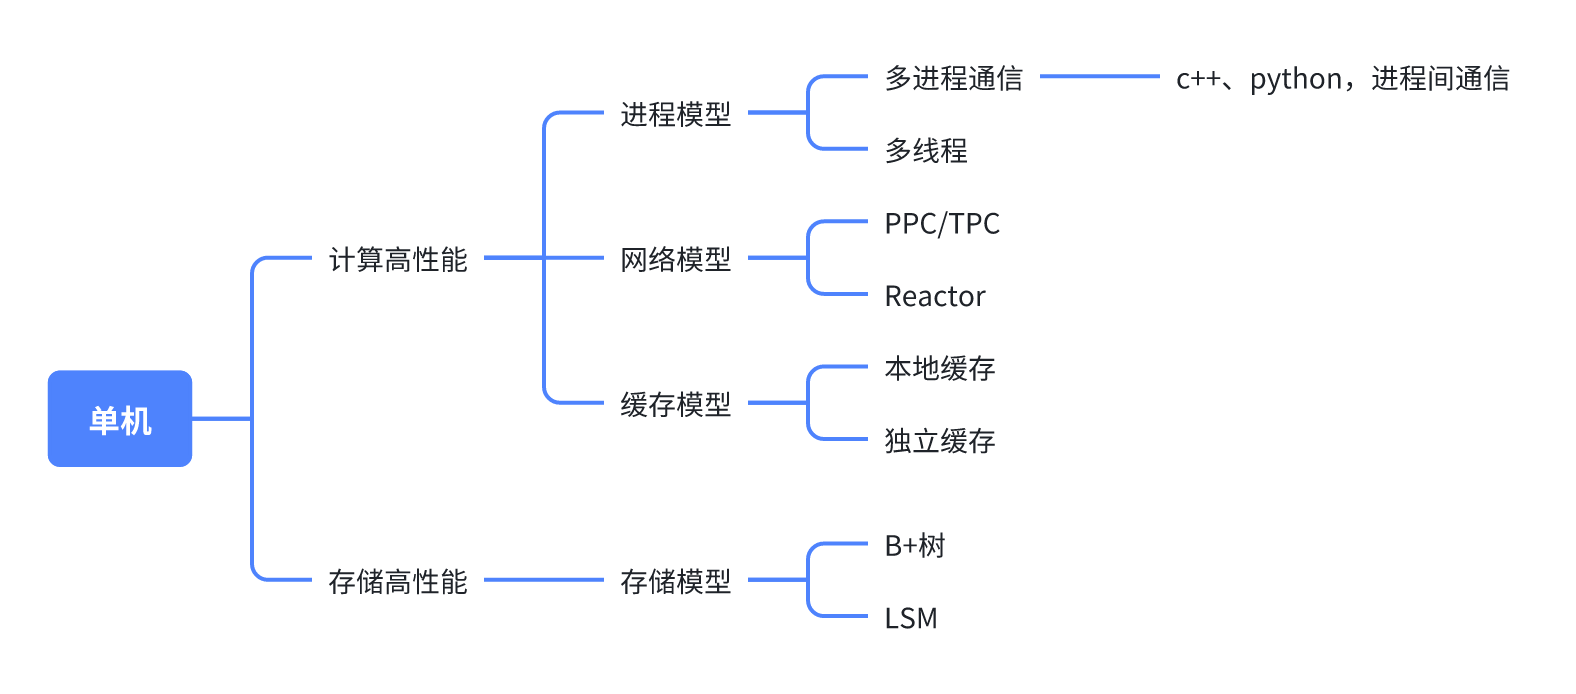 单机
计算高性能
进程模型
多进程通信
c++、python，进程间通信
多线程
网络模型
PPC/TPC
Reactor
缓存模型
本地缓存
独立缓存
存储高性能
存储模型
B+树
LSM